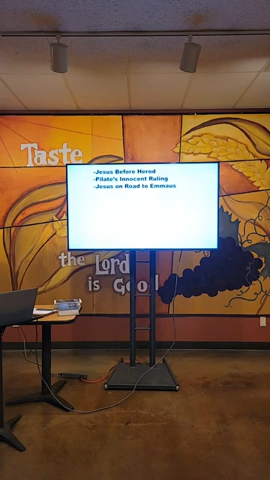 Taste
-Jesus Before Herod
-Pilate's Innocent Ruling
-Jesus on Road to Emmaus
the Lord
is Good